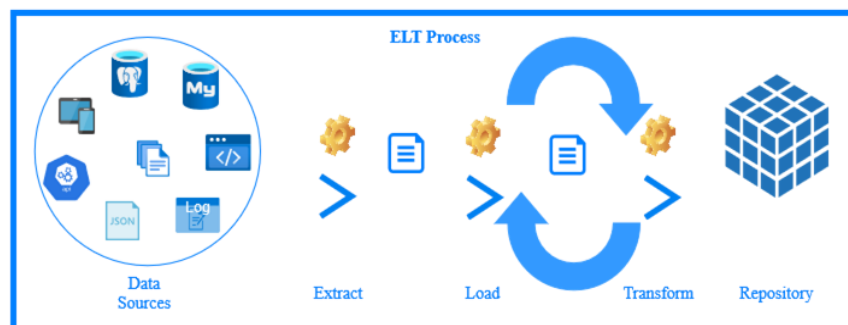 ELT Process
My
</>
Log
JSON
Data
Sources
Extract
Load
Transform
Repository